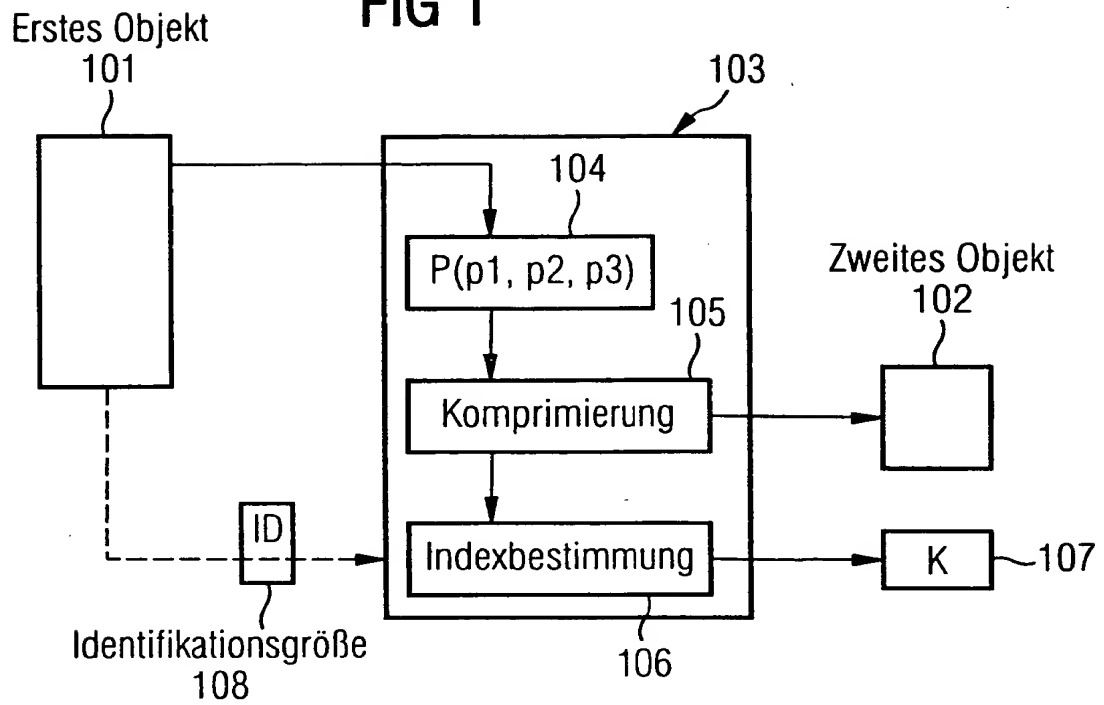 FIG 1
Erstes Objekt
101
103
104
P(p1, p2, p3)
Zweites Objekt
102
105
Komprimierung
ID
Indexbestimmung
K
107
Identifikationsgröße
108
106